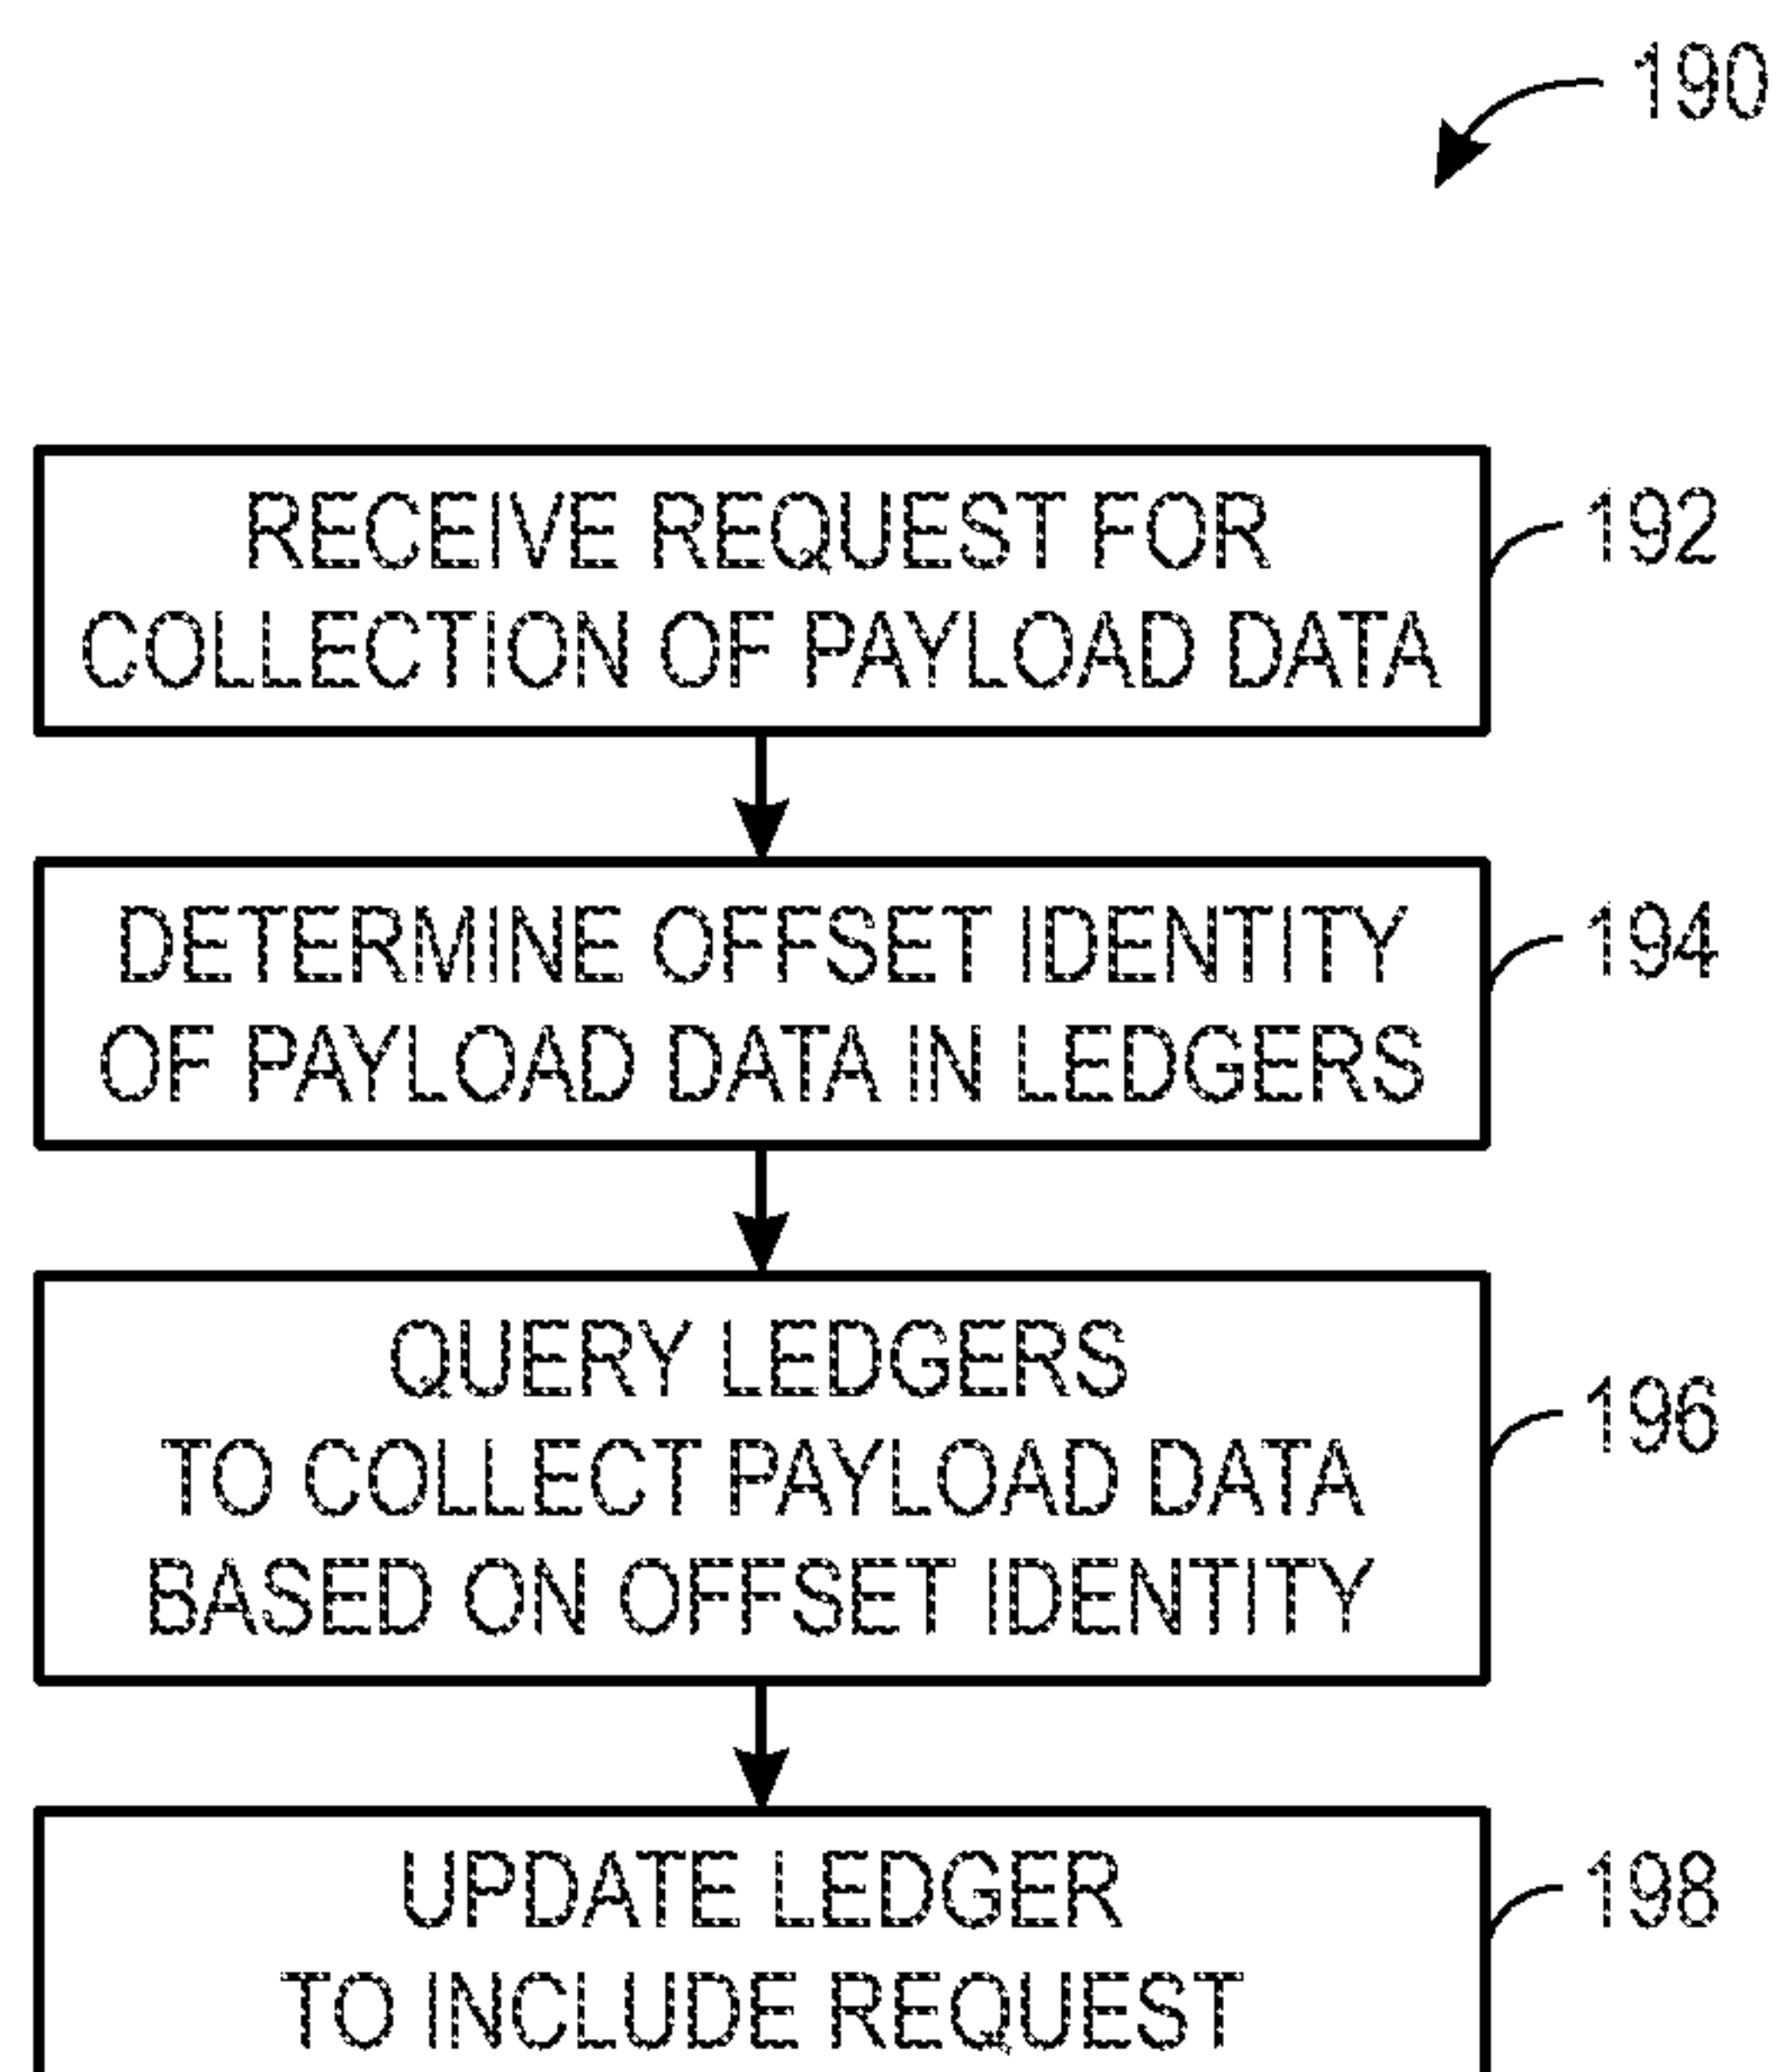 190
RECEIVE REQUEST FOR
COLLECTION OF PAYLOAD DATA
192
DETERMINE OFFSET IDENTITY
OF PAYLOAD DATA IN LEDGERS
194
QUERY LEDGERS
TO COLLECT PAYLOAD DATA
BASED ON OFFSET IDENTITY
196
UPDATE LEDGER
TO INCLUDE REQUEST
198